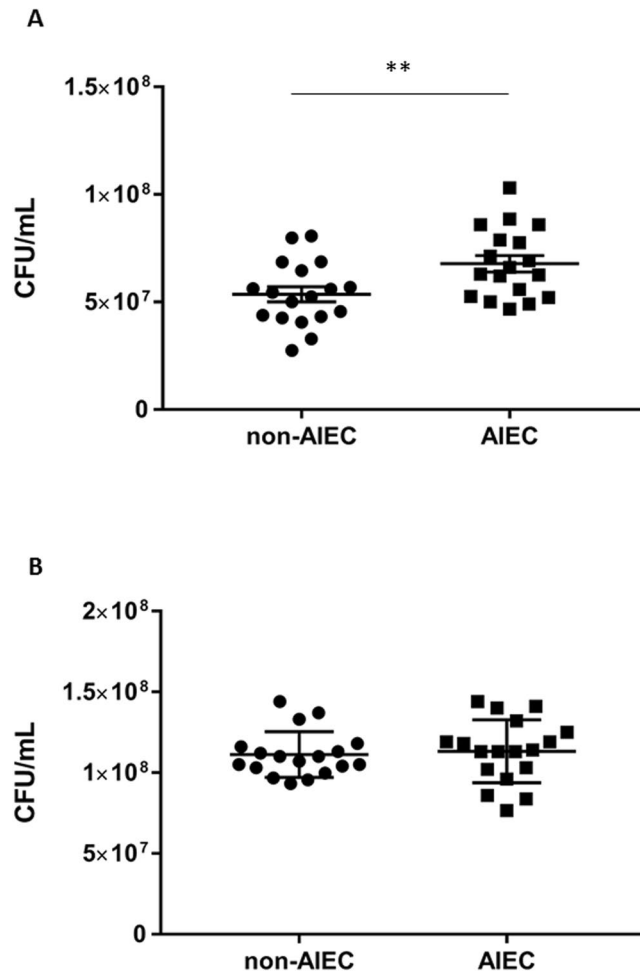 A
**
1.5×10⁸
1×10⁸
5×10⁷
0
CFU/mL
non-AIEC AIEC
B
2×10⁸
1.5×10⁸
1×10⁸
5×10⁷
0
CFU/mL
non-AIEC AIEC